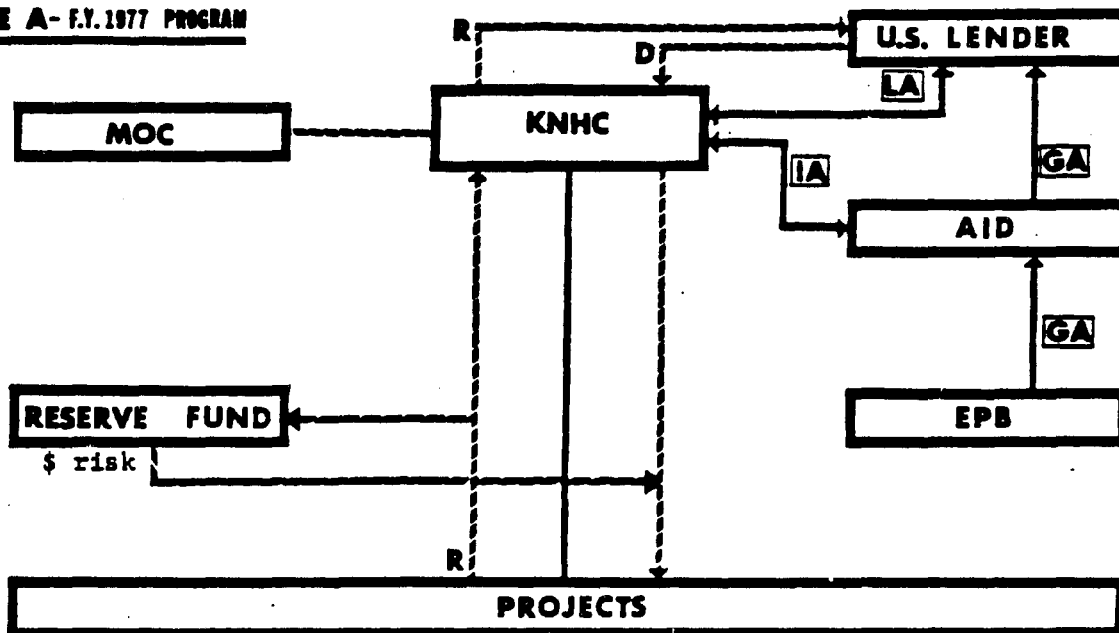 E A- F.Y. 1977 PROGRAM
R
U.S. LENDER
D
LA
KNHC
MOC
IA
GA
AID
GA
RESERVE FUND
EPB
$ risk
R
PROJECTS